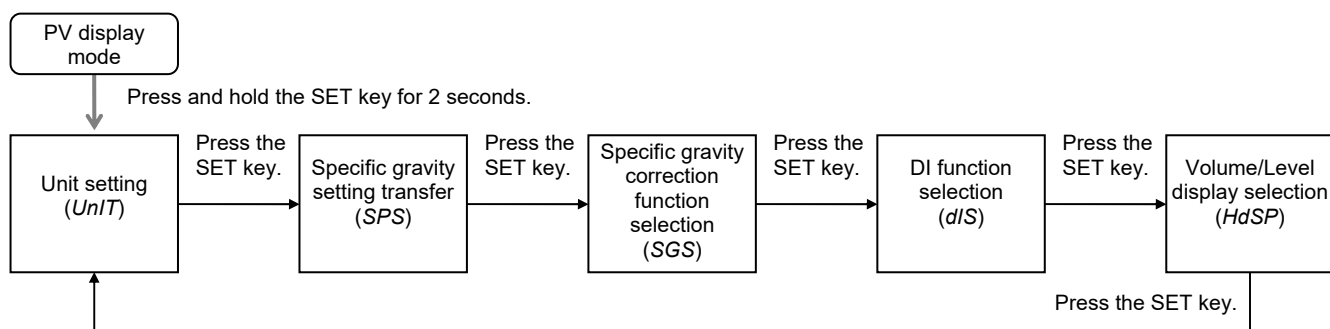 PV display
mode
Press and hold the SET key for 2 seconds.
Unit setting
(UnIT)
Press the
SET key.
Specific gravity
setting transfer
(SPS)
Press the
SET key.
Specific gravity
correction
function
selection
(SGS)
Press the
SET key.
DI function
selection
(dIS)
Press the
SET key.
Volume/Level
display selection
(HdSP)
Press the SET key.